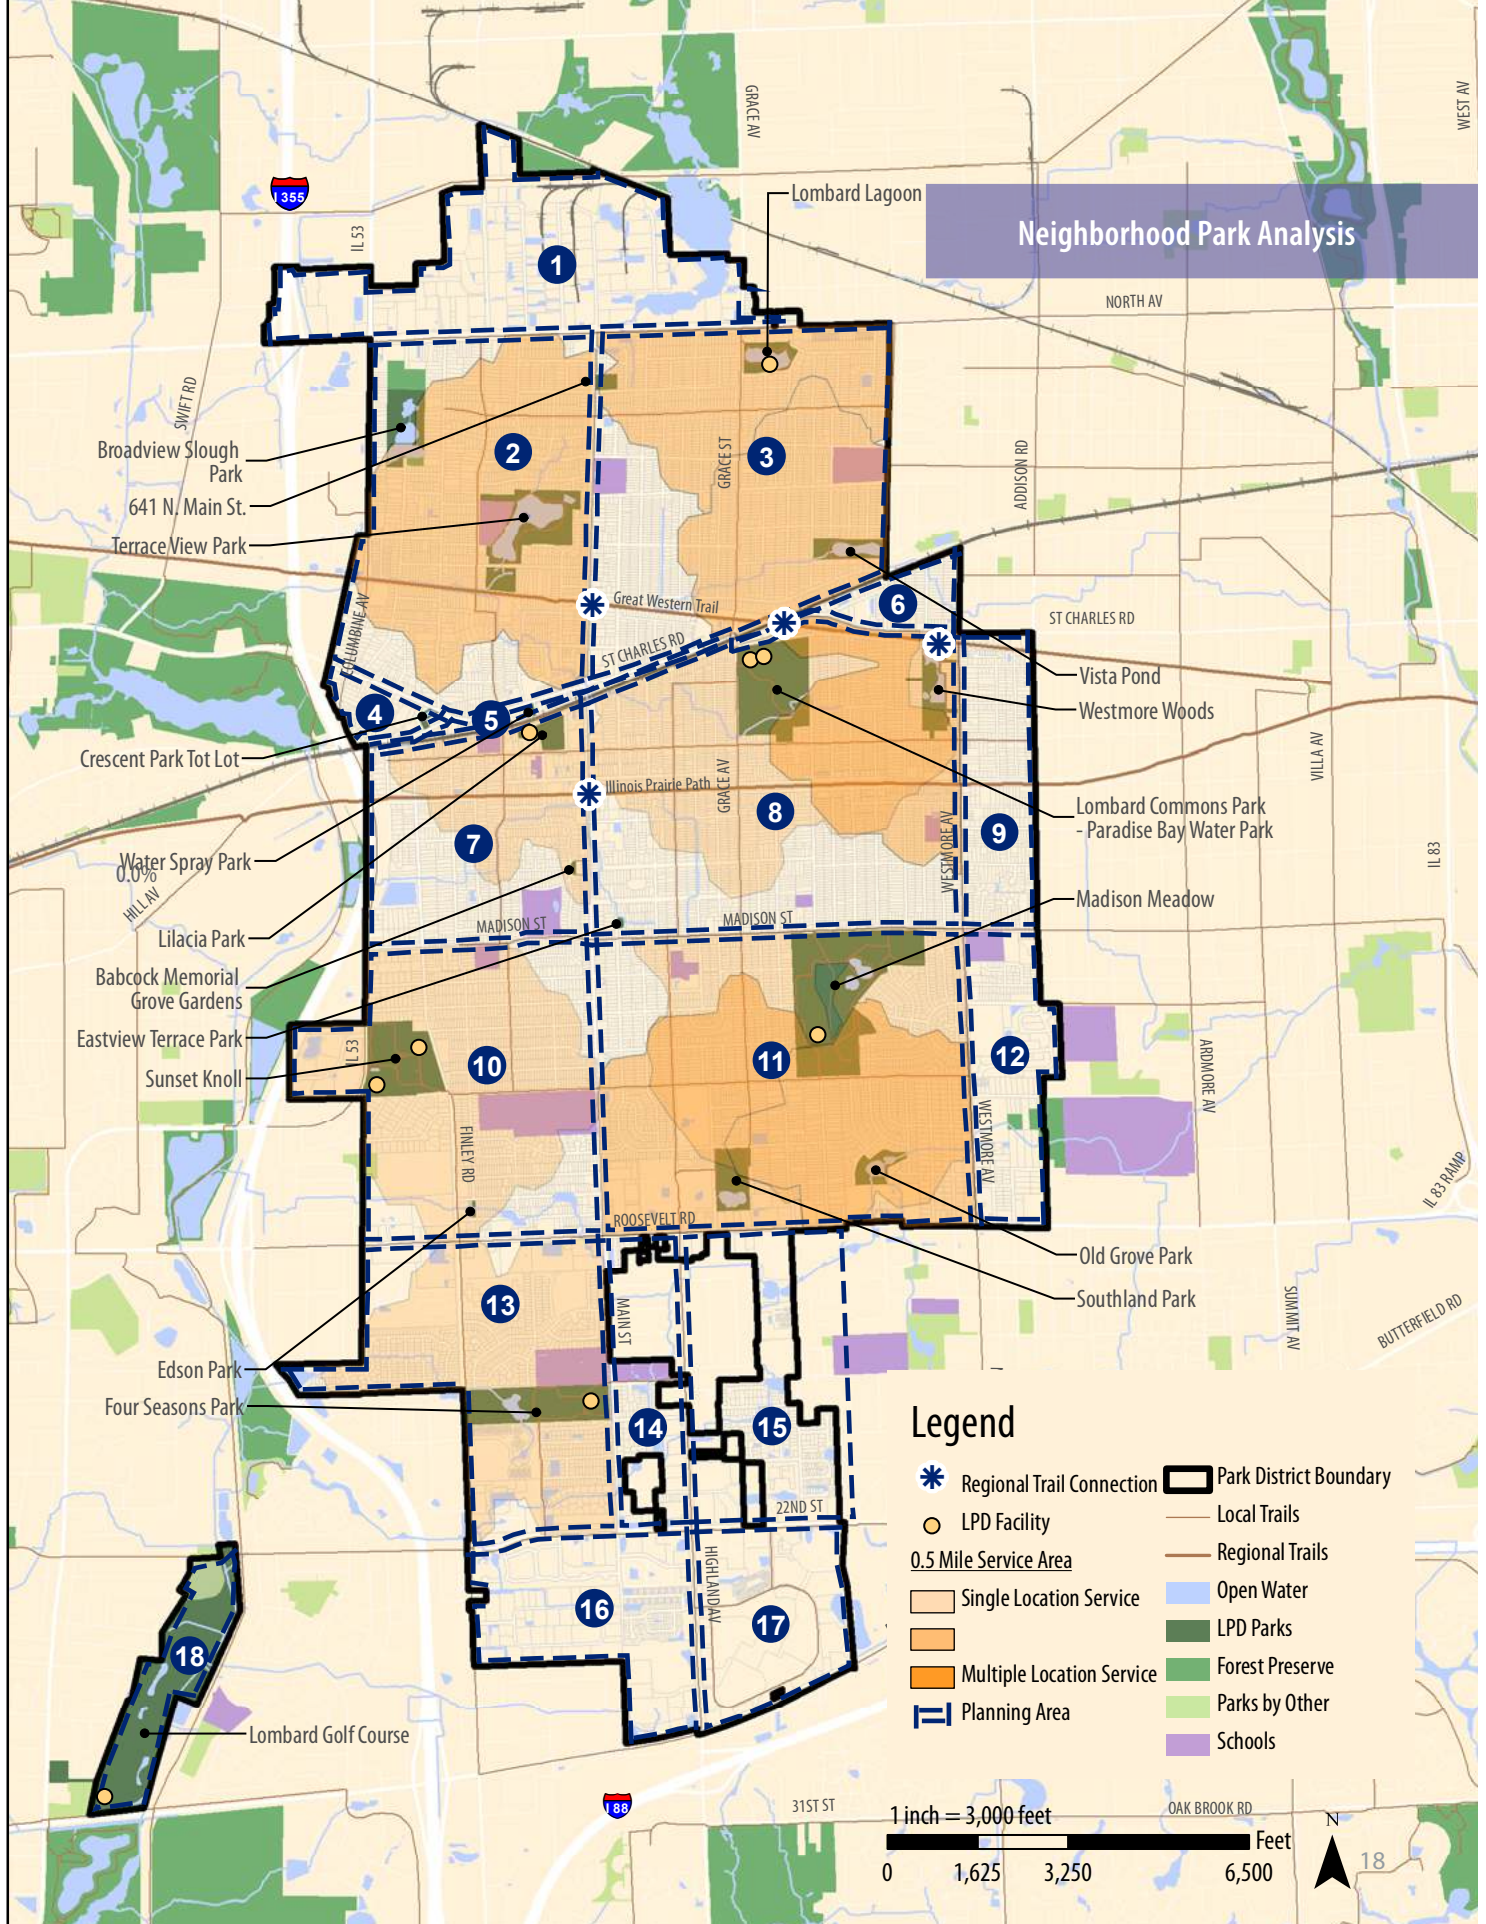 GRACE AV
WEST AV
I 355
Lombard Lagoon
Neighborhood Park Analysis
IL 53
1
NORTH AV
SWIFT RD
Broadview Slough
Park
2
GRACE ST
3
ADDISON RD
641 N. Main St.
Terrace View Park
COLUMBINE AV
Great Western Trail
6
ST CHARLES RD
ST CHARLES RD
Vista Pond
Westmore Woods
4
5
Crescent Park Tot Lot
VILLA AV
Illinois Prairie Path
GRACE AV
8
Lombard Commons Park
- Paradise Bay Water Park
7
9
WESTMORE AV
IL 83
Water Spray Park
0.0%
HILL AV
Madison Meadow
MADISON ST
MADISON ST
Lilacia Park
Babcock Memorial
Grove Gardens
Eastview Terrace Park
IL 53
10
11
12
ARDMORE AV
Sunset Knoll
FINLEY RD
WESTMORE AV
IL 83 RAMP
ROOSEVELT RD
Old Grove Park
Southland Park
13
MAIN ST
SUMMIT AV
BUTTERFIELD RD
Edson Park
Four Seasons Park
14
15
22ND ST
Legend
Regional Trail Connection
LPD Facility
0.5 Mile Service Area
Single Location Service
Multiple Location Service
Planning Area
Park District Boundary
Local Trails
Regional Trails
Open Water
LPD Parks
Forest Preserve
Parks by Other
Schools
HIGHLAND AV
16
17
18
Lombard Golf Course
I 88
31ST ST
OAK BROOK RD
1 inch = 3,000 feet
Feet
0
1,625
3,250
6,500
N
18